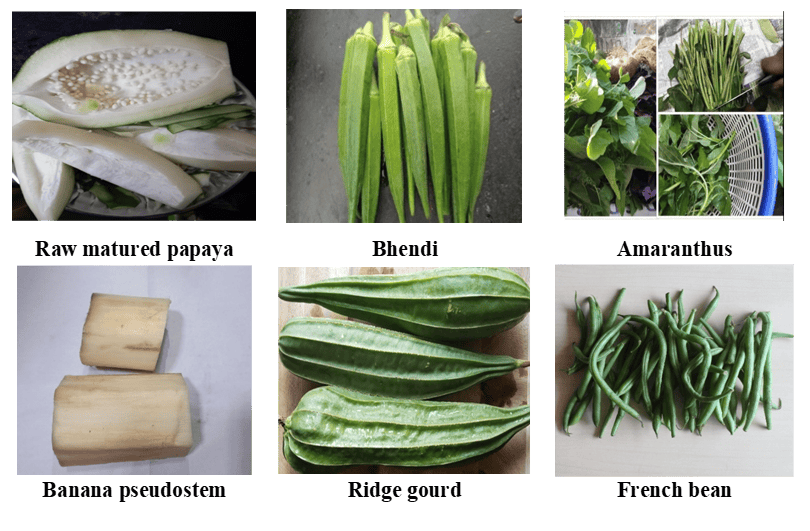 Raw matured papaya
Bhendi
Amaranthus
Banana pseudostem
Ridge gourd
French bean